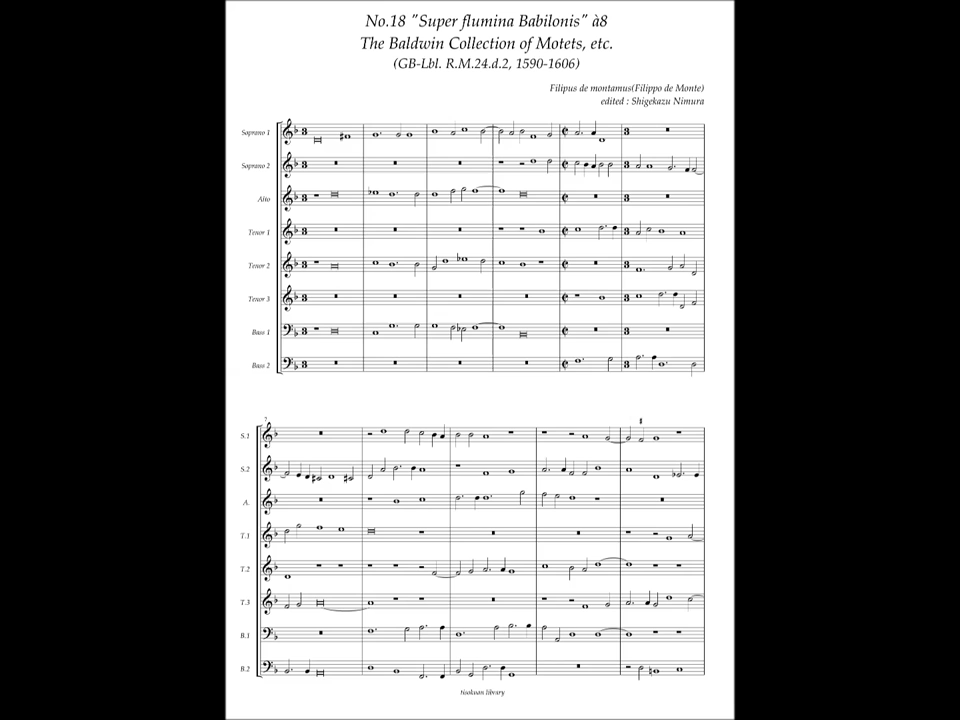 No.18 "Super flumina Babilonis" à8
The Baldwin Collection of Motets, etc.
(GB-Lbl. R.M.24.d.2, 1590-1606)
Filipus de montamus(Filippo de Monte)
edited : Shigekazu Nimura
Soprano 1
Soprano 2
Alto
Tenor 1
Tenor 2
Tenor 3
Bass 1
Bass 2
7
S.1
S.2
A.
T.1
T.2
T.3
B.1
B.2
tisokuan library